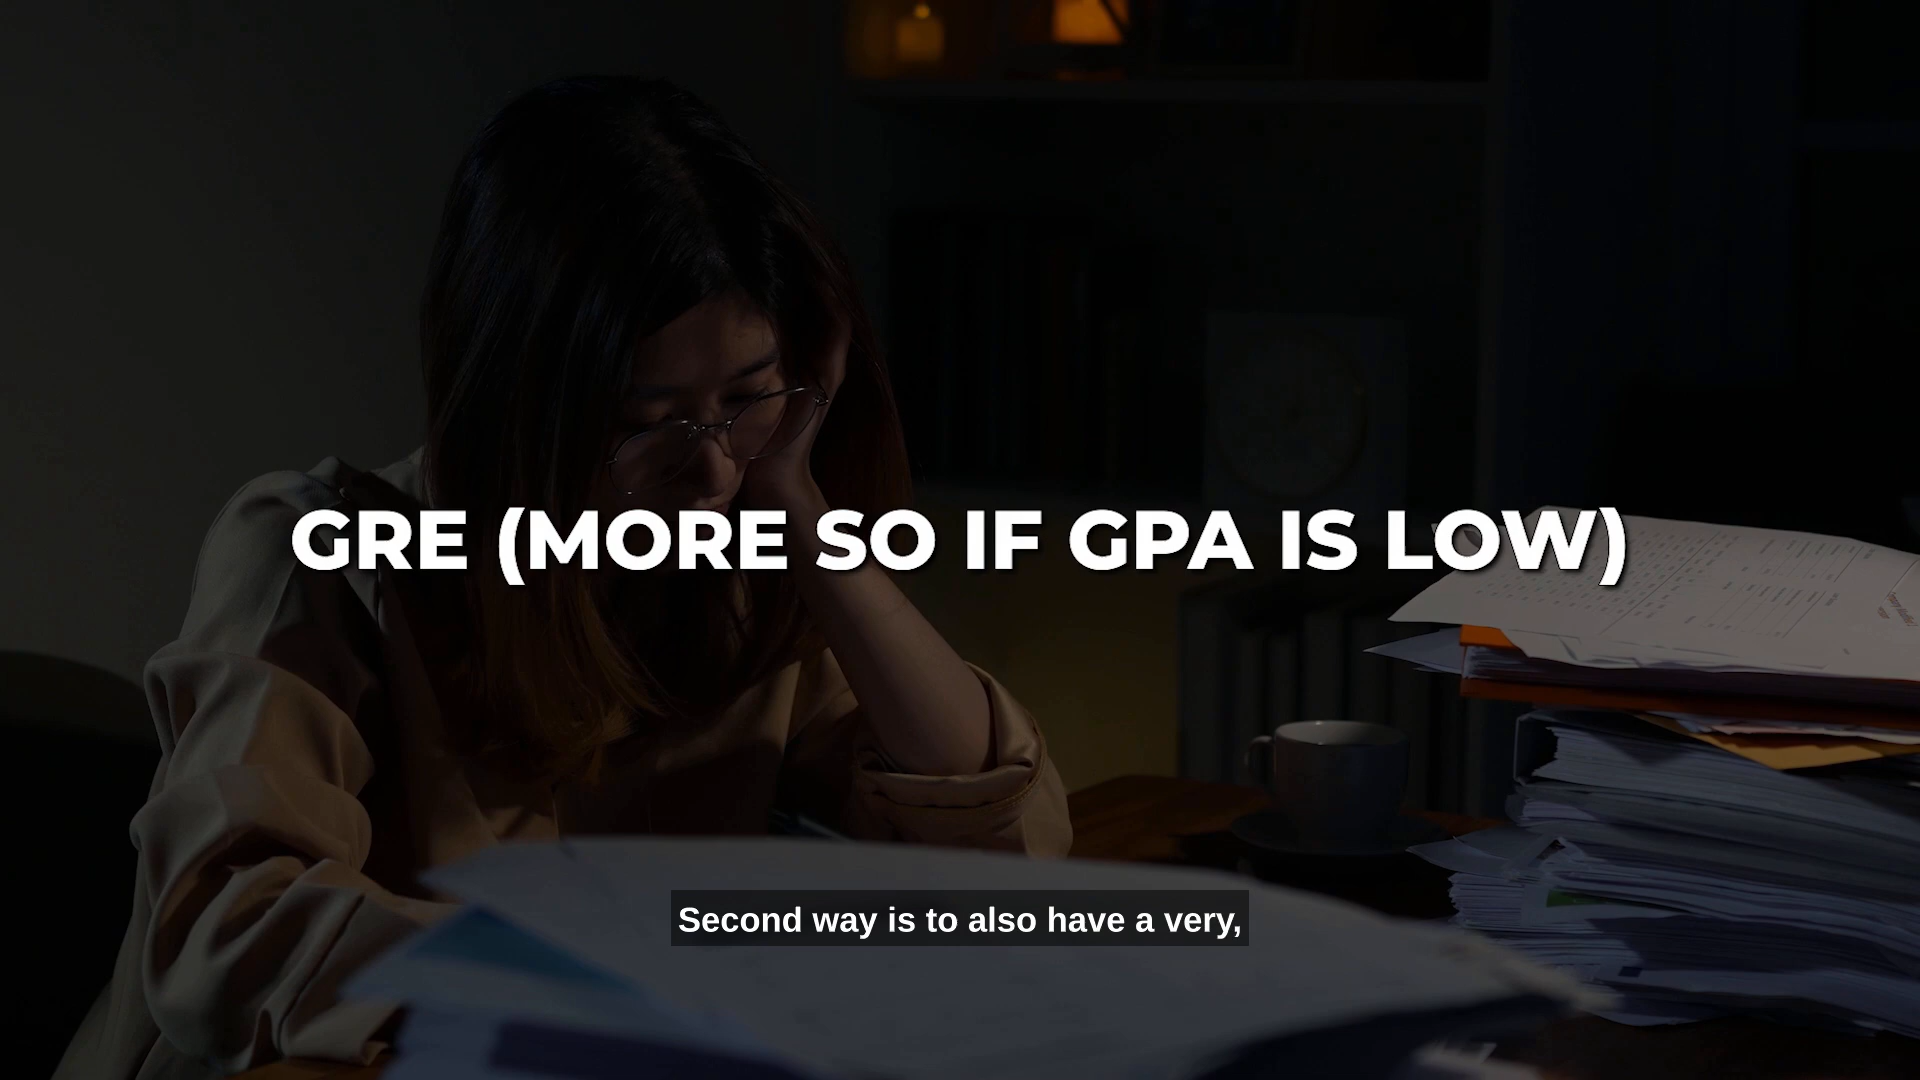 GRE (MORE SO IF GPA IS LOW)
Second way is to also have a very,